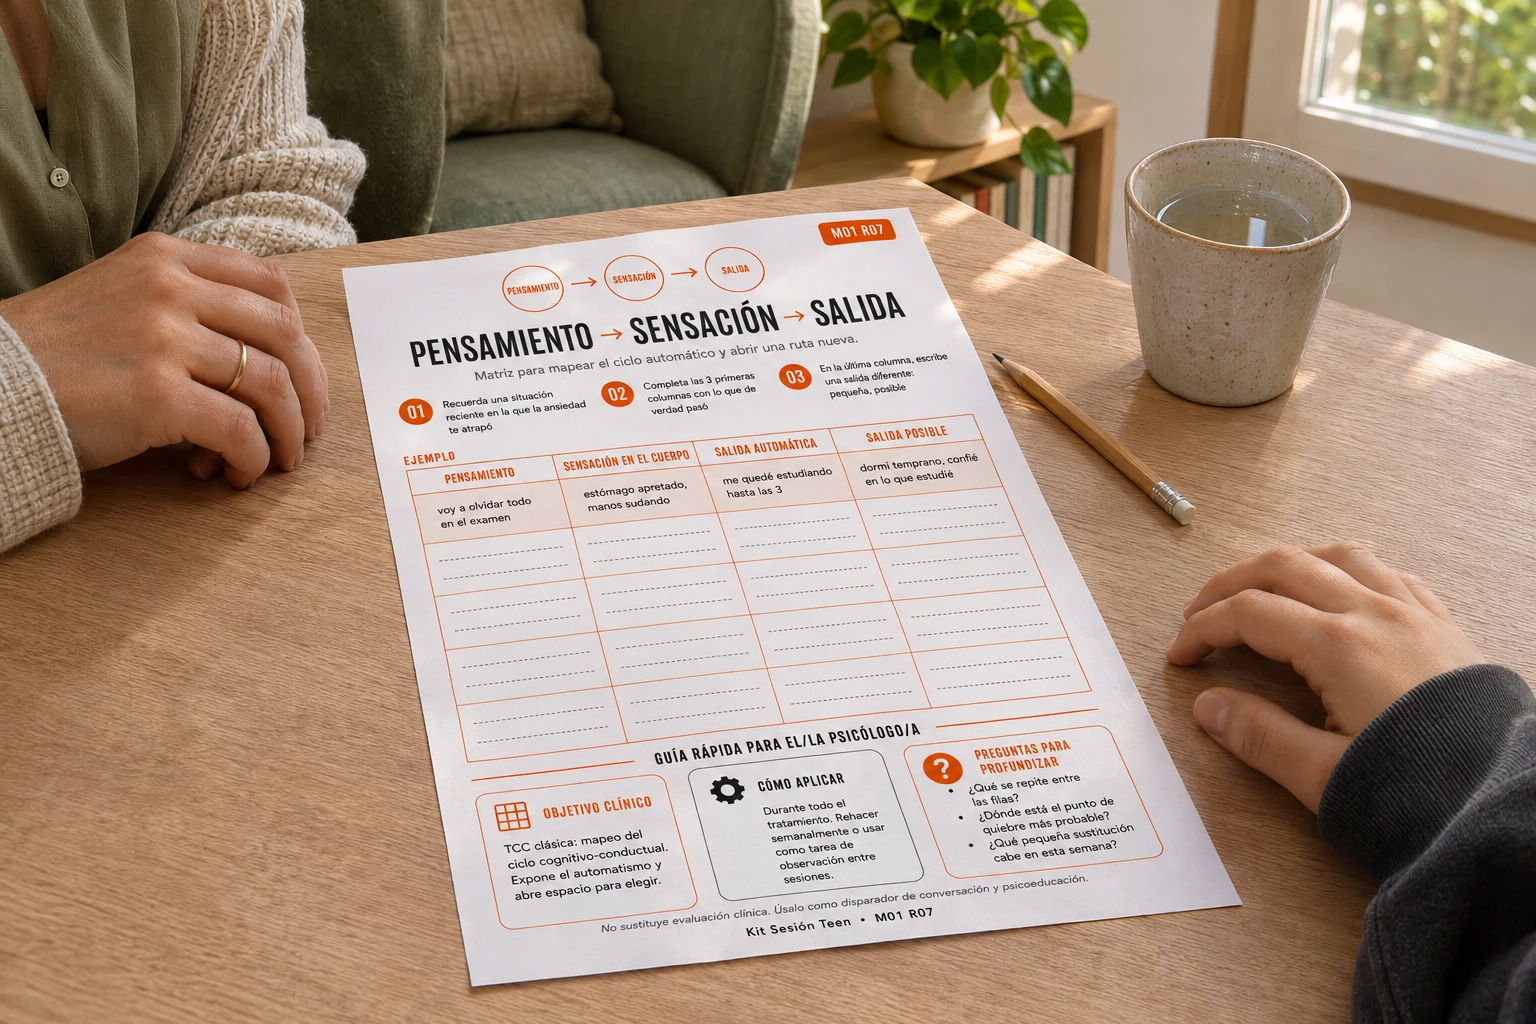 M01 R07
PENSAMIENTO → SENSACIÓN → SALIDA
PENSAMIENTO → SENSACIÓN → SALIDA
Matriz para mapear el ciclo automático y abrir una ruta nueva.
01
Recuerda una situación
reciente en la que la ansiedad
te atrapó
02
Completa las 3 primeras
columnas con lo que de
verdad pasó
03
En la última columna, escribe
una salida diferente:
pequeña, posible
EJEMPLO
PENSAMIENTO
SENSACIÓN EN EL CUERPO
SALIDA AUTOMÁTICA
SALIDA POSIBLE
voy a olvidar todo
en el examen
estómago apretado,
manos sudando
me quedé estudiando
hasta las 3
dormi temprano, confié
en lo que estudié
GUÍA RÁPIDA PARA EL/LA PSICÓLOGO/A
OBJETIVO CLÍNICO
TCC clásica: mapeo del
ciclo cognitivo-conductual.
Expone el automatismo y
abre espacio para elegir.
CÓMO APLICAR
Durante todo el
tratamiento. Rehacer
semanalmente o usar
como tarea de
observación entre
sesiones.
?
PREGUNTAS PARA
PROFUNDIZAR
• ¿Qué se repite entre
las filas?
• ¿Dónde está el punto de
quiebre más probable?
• ¿Qué pequeña sustitución
cabe en esta semana?
No sustituye evaluación clínica. Úsalo como disparador de conversación y psicoeducación.
Kit Sesión Teen • M01 R07